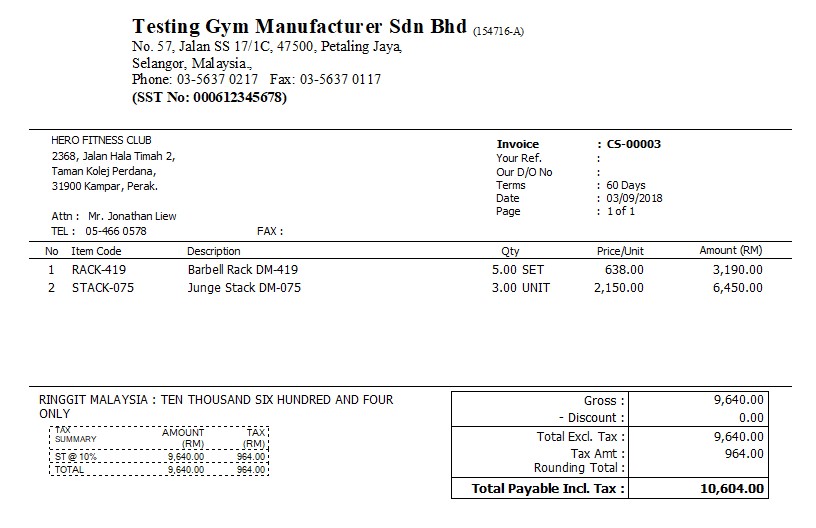 Testing Gym Manufacturer Sdn Bhd (154716-A)
No. 57, Jalan SS 17/1C, 47500, Petaling Jaya,
Selangor, Malaysia.,
Phone: 03-5637 0217 Fax: 03-5637 0117
(SST No: 000612345678)
HERO FITNESS CLUB
2368, Jalan Hala Timah 2,
Taman Kolej Perdana,
31900 Kampar, Perak.
Attn : Mr. Jonathan Liew
TEL : 05-466 0578 FAX :
Invoice : CS-00003
Your Ref. :
Our D/O No :
Terms : 60 Days
Date : 03/09/2018
Page : 1 of 1
No Item Code Description Qty Price/Unit Amount (RM)
1 RACK-419 Barbell Rack DM-419 5.00 SET 638.00 3,190.00
2 STACK-075 Junge Stack DM-075 3.00 UNIT 2,150.00 6,450.00
RINGGIT MALAYSIA : TEN THOUSAND SIX HUNDRED AND FOUR
ONLY
TAX SUMMARY AMOUNT (RM) TAX (RM)
ST @ 10% 9,640.00 964.00
TOTAL 9,640.00 964.00
Gross : 9,640.00
- Discount : 0.00
Total Excl. Tax : 9,640.00
Tax Amt : 964.00
Rounding Total :
Total Payable Incl. Tax : 10,604.00